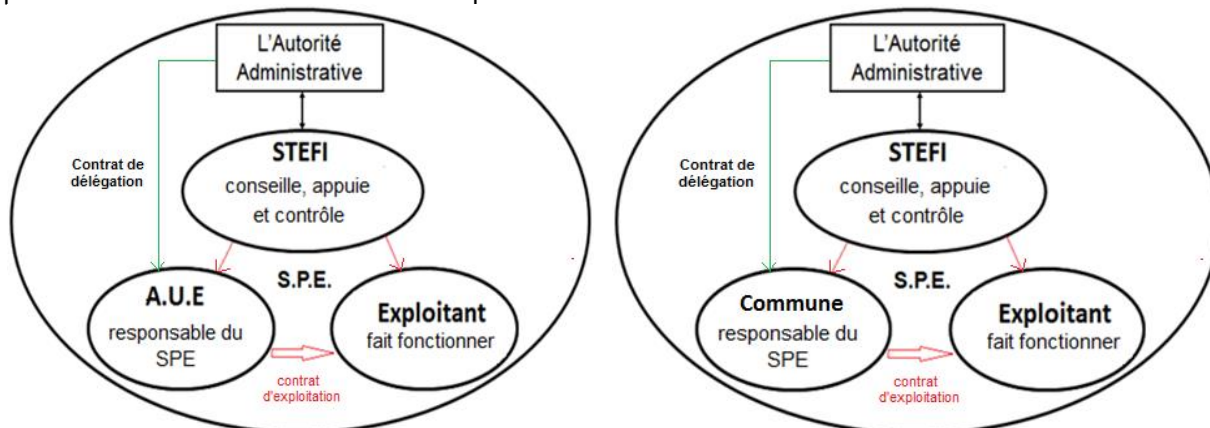 L'Autorité
Administrative
Contrat de
délégation
STEFI
conseille, appuie
et contrôle
S.P.E.
A.U.E
responsable du
SPE
Exploitant
fait fonctionner
contrat
d'exploitation
L'Autorité
Administrative
Contrat de
délégation
STEFI
conseille, appuie
et contrôle
S.P.E.
Commune
responsable du
SPE
Exploitant
fait fonctionner
contrat
d'exploitation